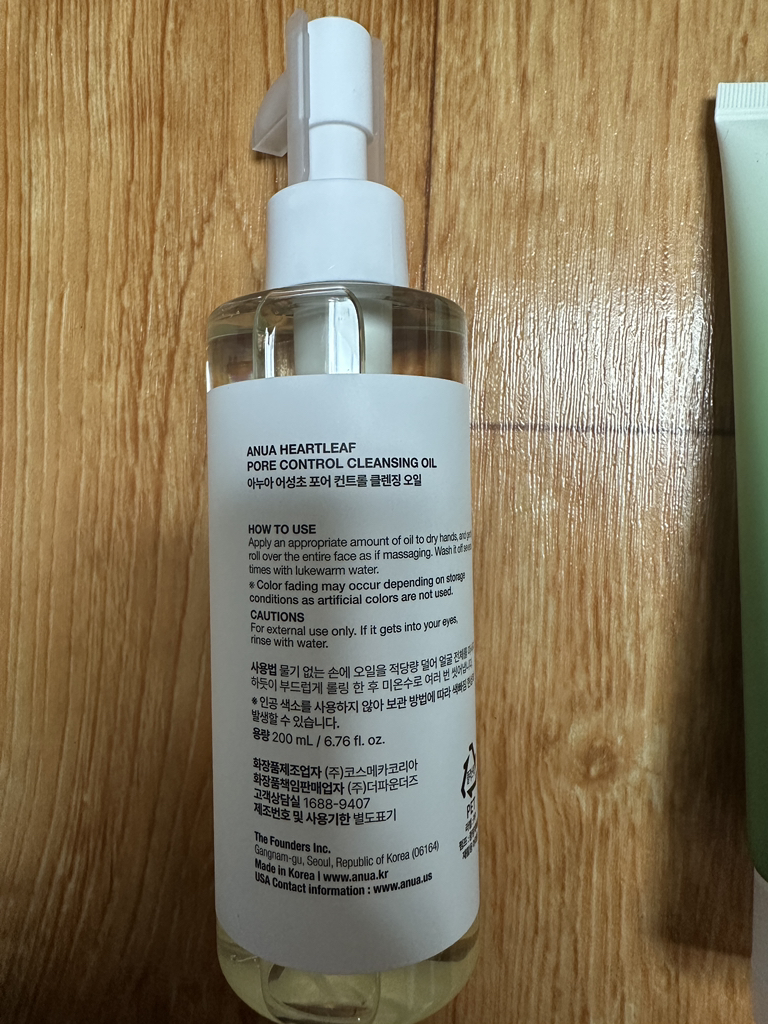 ANUA HEARTLEAF
PORE CONTROL CLEANSING OIL
아누아 어성초 포어 컨트롤 클렌징 오일
HOW TO USE
Apply an appropriate amount of oil to dry hands, and
roll over the entire face as if massaging. Wash it off
times with lukewarm water.
※ Color fading may occur depending on storage
conditions as artificial colors are not used.
CAUTIONS
For external use only. If it gets into your eyes,
rinse with water.
사용법 물기 없는 손에 오일을 적당량 덜어 얼굴 전체를
하듯이 부드럽게 롤링 한 후 미온수로 여러 번 씻어냅니다.
※ 인공 색소를 사용하지 않아 보관 방법에 따라 색빠짐
발생할 수 있습니다.
용량 200 mL / 6.76 fl. oz.
화장품제조업자 (주)코스메카코리아
화장품책임판매업자 (주)더파운더즈
고객상담실 1688-9407
제조번호 및 사용기한 별도표기
The Founders Inc.
Gangnam-gu, Seoul, Republic of Korea (06164)
Made in Korea l www.anua.kr
USA Contact information : www.anua.us
PET